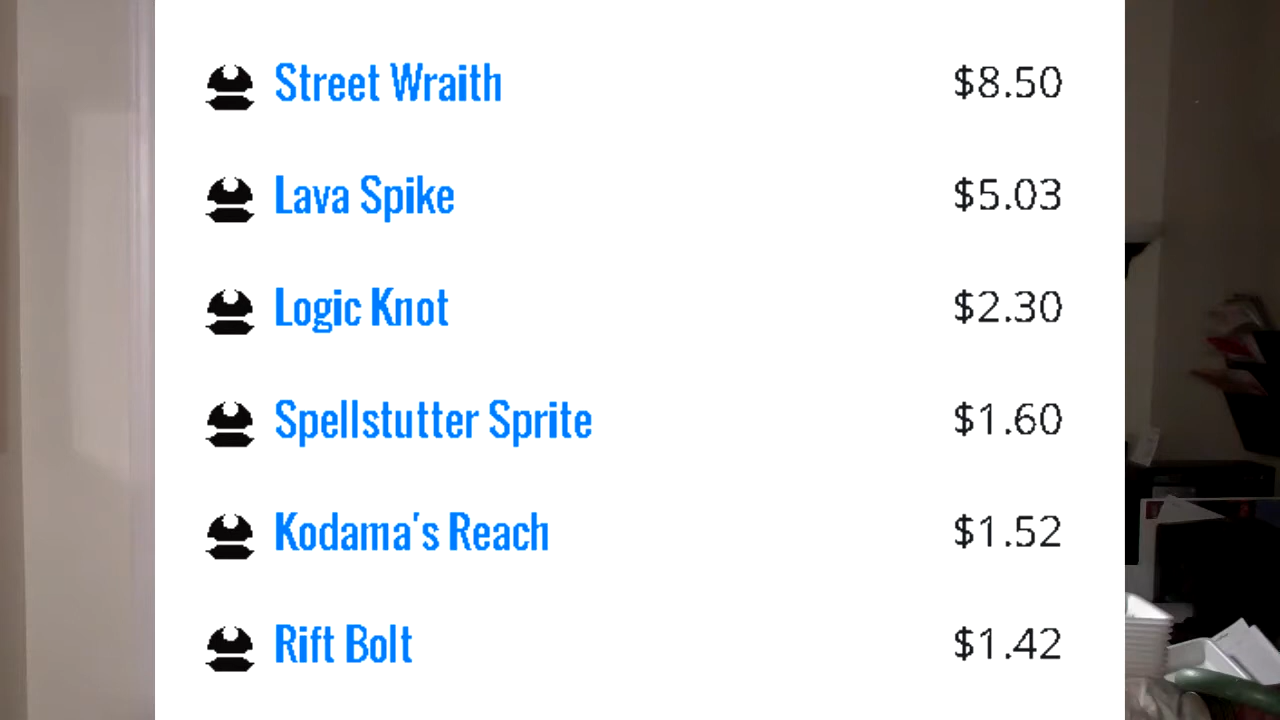 Street Wraith $8.50
Lava Spike $5.03
Logic Knot $2.30
Spellstutter Sprite $1.60
Kodama's Reach $1.52
Rift Bolt $1.42